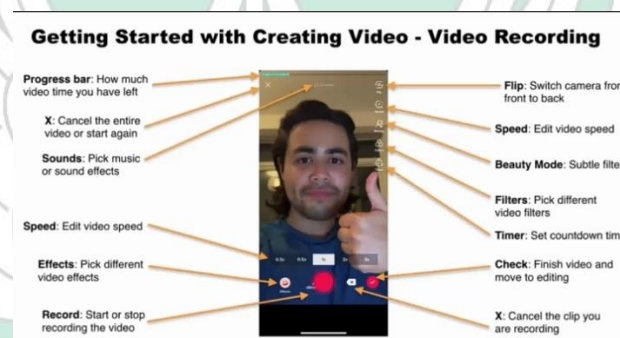 Getting Started with Creating Video - Video Recording
Progress bar: How much
video time you have left
X: Cancel the entire
video or start again
Sounds: Pick music
or sound effects
Speed: Edit video speed
Effects: Pick different
video effects
Record: Start or stop
recording the video
Flip: Switch camera from
front to back
Speed: Edit video speed
Beauty Mode: Subtle filte
Filters: Pick different
video filters
Timer: Set countdown tim
Check: Finish video and
move to editing
X: Cancel the clip you
are recording